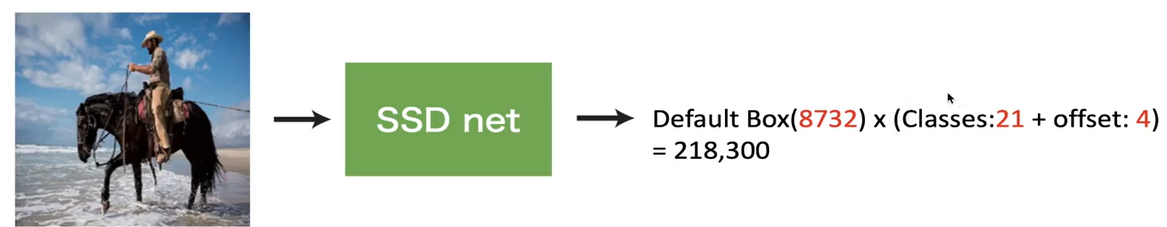 SSD net
Default Box(8732) x (Classes:21 + offset: 4)
= 218,300